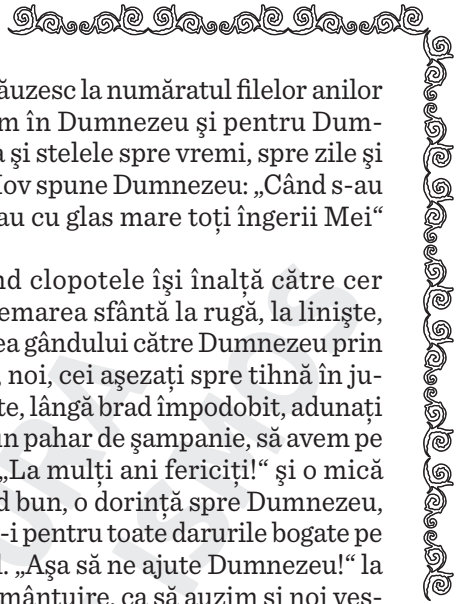 ăuzesc la număratul filelor anilor
m în Dumnezeu şi pentru Dum-
a şi stelele spre vremi, spre zile şi
Iov spune Dumnezeu: „Când s-au
au cu glas mare toţi îngerii Mei“
nd clopotele îşi înalţă către cer
emarea sfântă la rugă, la linişte,
ea gândului către Dumnezeu prin
, noi, cei aşezaţi spre tihnă în ju-
te, lângă brad împodobit, adunaţi
un pahar de şampanie, să avem pe
„La mulţi ani fericiţi!“ şi o mică
d bun, o dorinţă spre Dumnezeu,
-i pentru toate darurile bogate pe
l. „Aşa să ne ajute Dumnezeu!“ la
mântuire, ca să auzim şi noi ves-